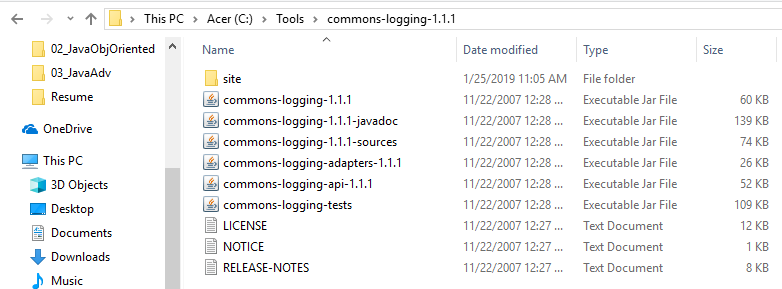 This PC > Acer (C:) > Tools > commons-logging-1.1.1
02_JavaObjOriented
03_JavaAdv
Resume
OneDrive
This PC
3D Objects
Desktop
Documents
Downloads
Music
Name Date modified Type Size
site 1/25/2019 11:05 AM File folder
commons-logging-1.1.1 11/22/2007 12:28 ... Executable Jar File 60 KB
commons-logging-1.1.1-javadoc 11/22/2007 12:28 ... Executable Jar File 139 KB
commons-logging-1.1.1-sources 11/22/2007 12:28 ... Executable Jar File 74 KB
commons-logging-adapters-1.1.1 11/22/2007 12:28 ... Executable Jar File 26 KB
commons-logging-api-1.1.1 11/22/2007 12:28 ... Executable Jar File 52 KB
commons-logging-tests 11/22/2007 12:28 ... Executable Jar File 109 KB
LICENSE 11/22/2007 12:27 ... Text Document 12 KB
NOTICE 11/22/2007 12:27 ... Text Document 1 KB
RELEASE-NOTES 11/22/2007 12:27 ... Text Document 8 KB